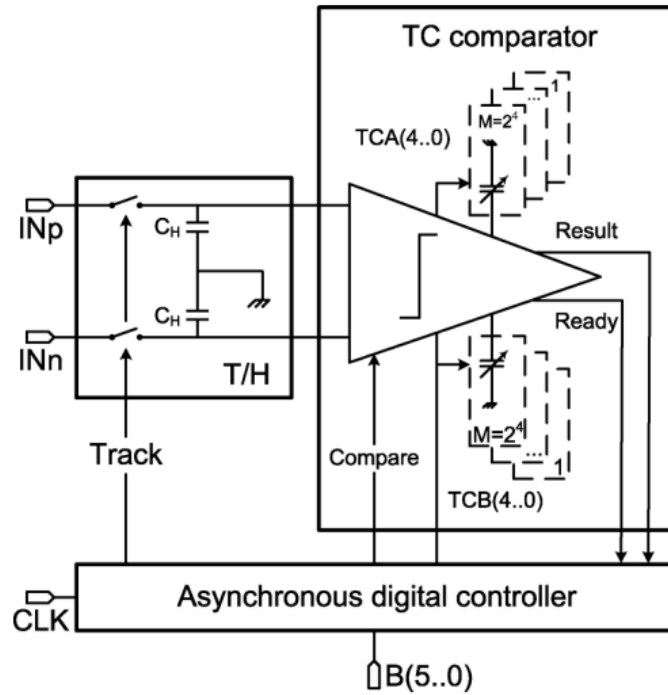 TC comparator
1
...
M=2⁴
TCA(4..0)
INp
C_H
Result
C_H
Ready
INn
T/H
M=2⁴
...
1
Track
Compare
TCB(4..0)
Asynchronous digital controller
CLK
B(5..0)